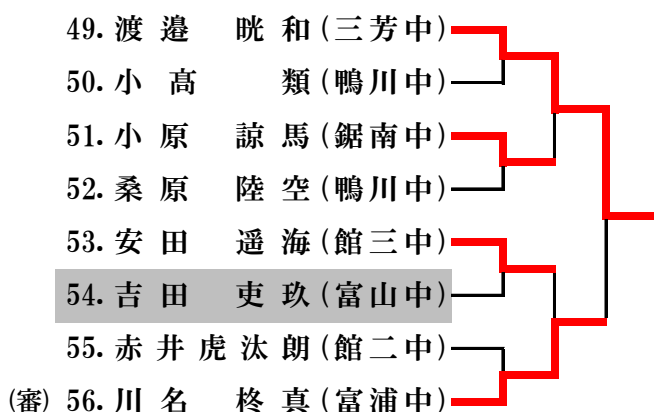 49. 渡邉 晄和(三芳中)
50. 小髙 類(鴨川中)
51. 小原 諒馬(鋸南中)
52. 桑原 陸空(鴨川中)
53. 安田 遥海(館三中)
54. 吉田 吏玖(富山中)
55. 赤井虎汰朗(館二中)
(審) 56. 川名 柊真(富浦中)